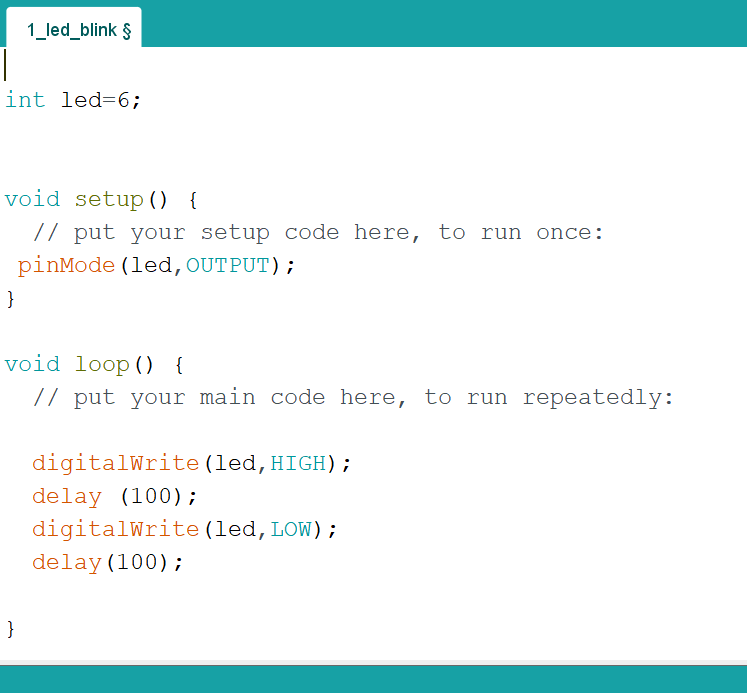 1_led_blink §
int led=6;
void setup() {
  // put your setup code here, to run once:
 pinMode(led,OUTPUT);
}
void loop() {
  // put your main code here, to run repeatedly:
  digitalWrite(led,HIGH);
  delay (100);
  digitalWrite(led,LOW);
  delay(100);
}